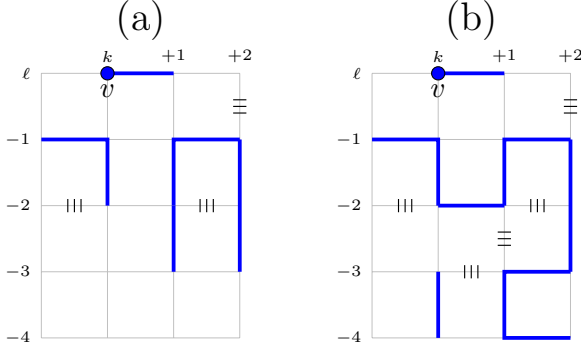 (a) (b)
k +1 +2 k +1 +2
ℓ ℓ
v v
−1 −1
−2 −2
−3 −3
−4 −4